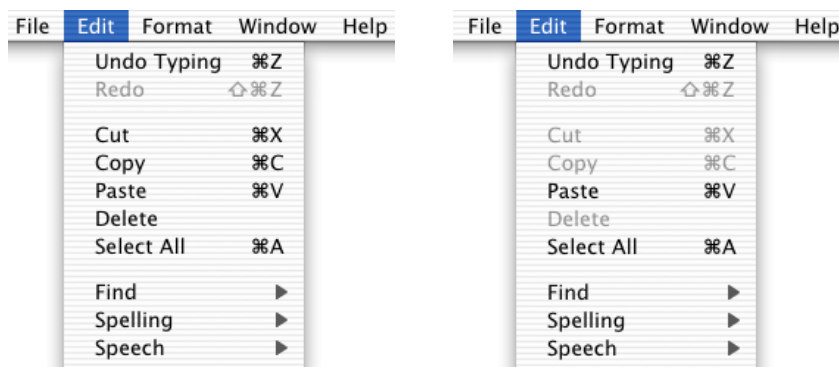 File Edit Format Window Help
Undo Typing ⌘Z
Redo ⇧⌘Z
Cut ⌘X
Copy ⌘C
Paste ⌘V
Delete
Select All ⌘A
Find
Spelling
Speech
File Edit Format Window Help
Undo Typing ⌘Z
Redo ⇧⌘Z
Cut ⌘X
Copy ⌘C
Paste ⌘V
Delete
Select All ⌘A
Find
Spelling
Speech